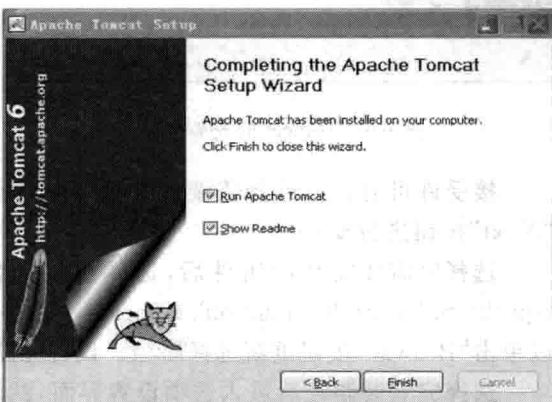 Apache Tomcat Setup
Apache Tomcat 6
http://tomcat.apache.org
Completing the Apache Tomcat
Setup Wizard
Apache Tomcat has been installed on your computer.
Click Finish to close this wizard.
Run Apache Tomcat
Show Readme
< Back
Finish
Cancel